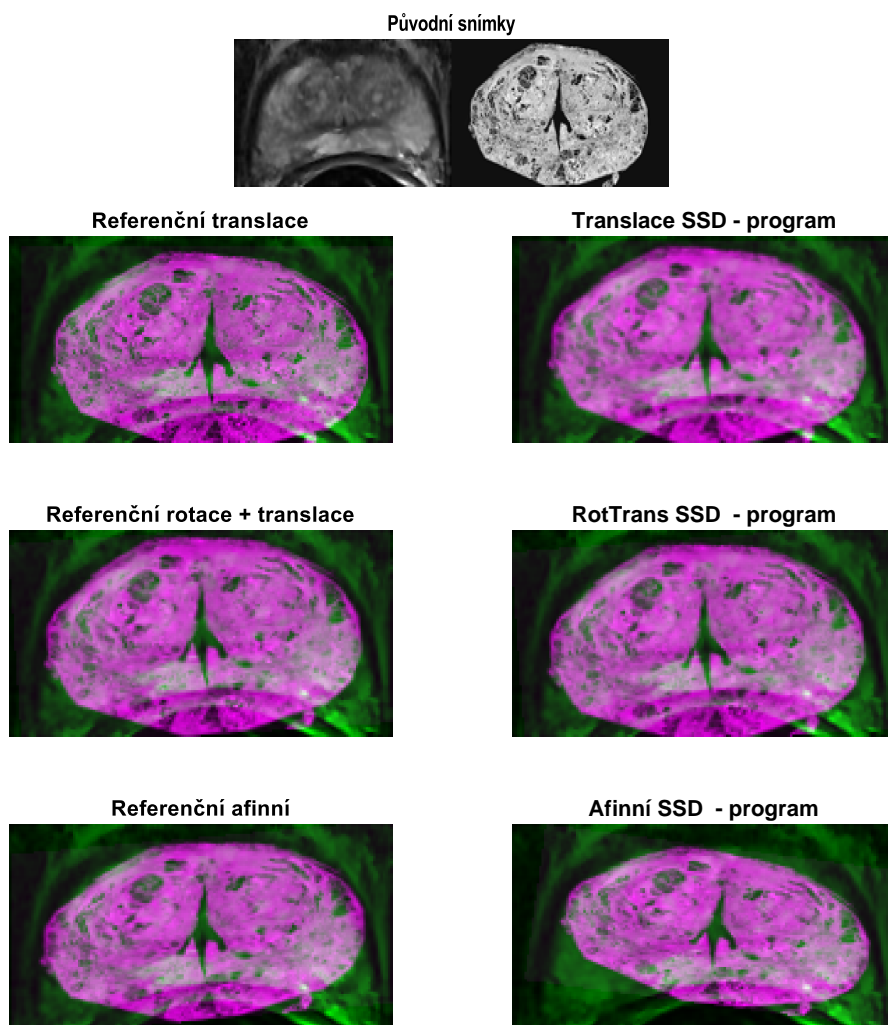 Původní snímky
Referenční translace
Translace SSD - program
Referenční rotace + translace
RotTrans SSD  - program
Referenční afinní
Afinní SSD  - program